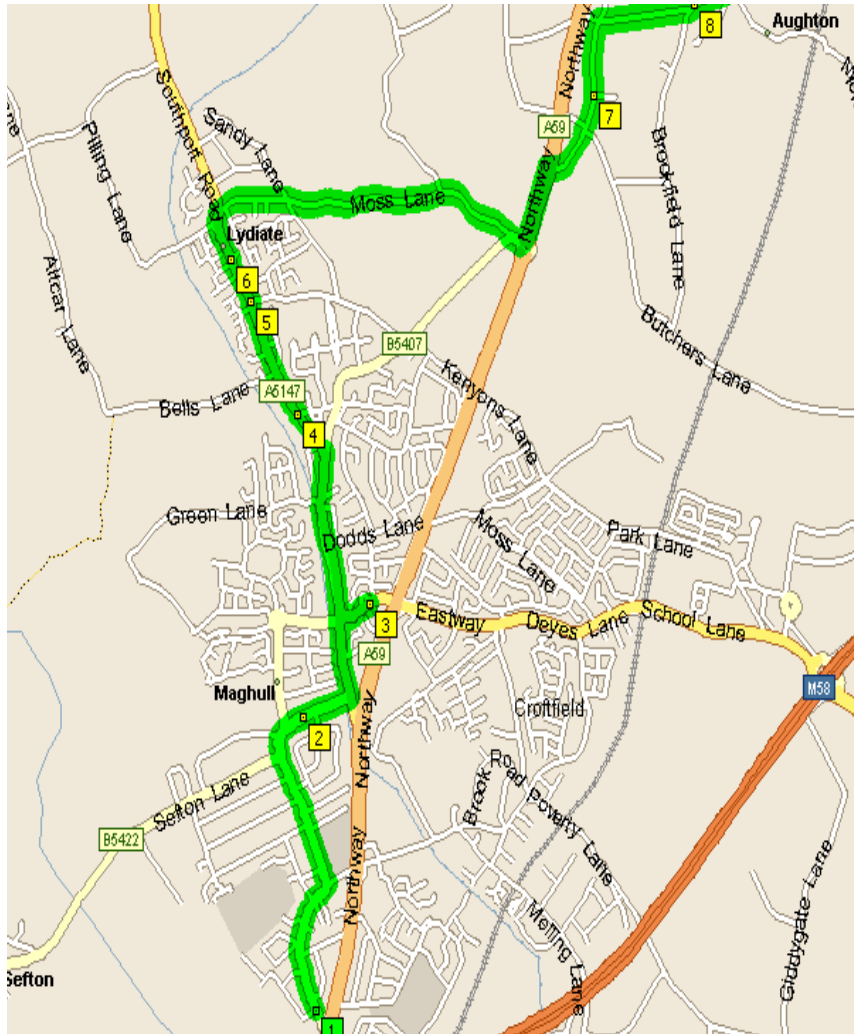 8
Aughton
Northway
Southport Road
Sandy Lane
7
A59
Pilling Lane
Brookfield Lane
Northway
Moss Lane
Lydiate
6
Altcar Lane
5
B5407
Butchers Lane
A5147
Bells Lane
Kenyons Lane
4
Green Lane
Dodds Lane
Moss Lane
Park Lane
3
Eastway
Deyes Lane
School Lane
A59
M58
Maghull
Croftfield
2
Northway
Sefton Lane
Brook Road
Poverty Lane
B5422
Northway
Melling Lane
Giddygate Lane
Sefton
1